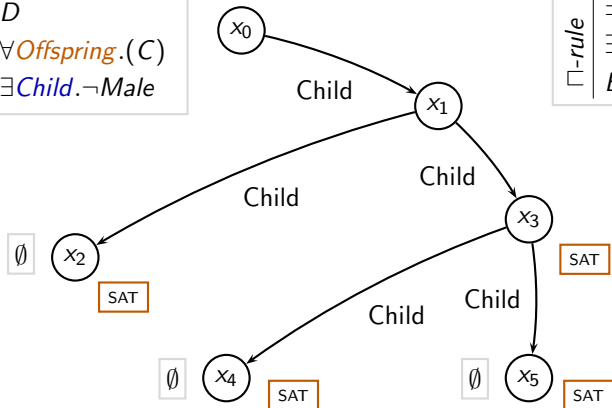 D
∀Offspring.(C)
∃Child.¬Male
x0
Child
x1
⊓-rule
Child
Child
x3
∅
x2
SAT
SAT
Child
Child
∅
x4
SAT
∅
x5
SAT